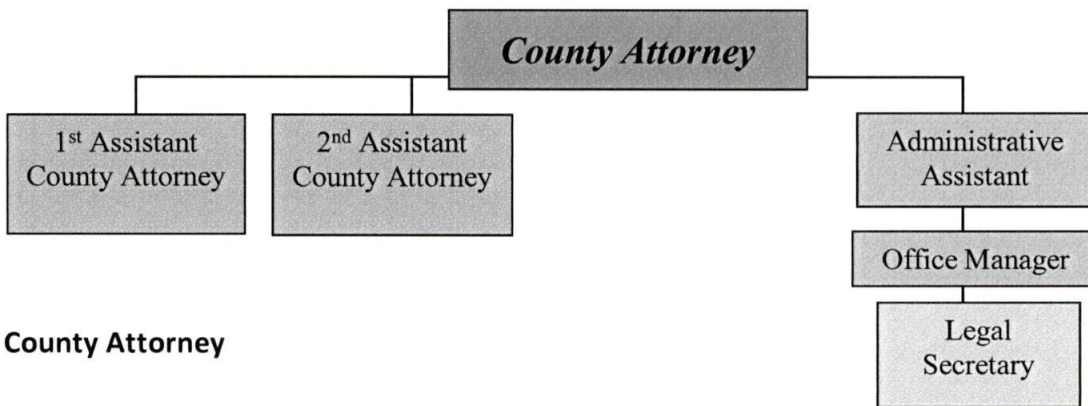 County Attorney
1st Assistant
County Attorney
2nd Assistant
County Attorney
Administrative
Assistant
Office Manager
Legal
Secretary
County Attorney